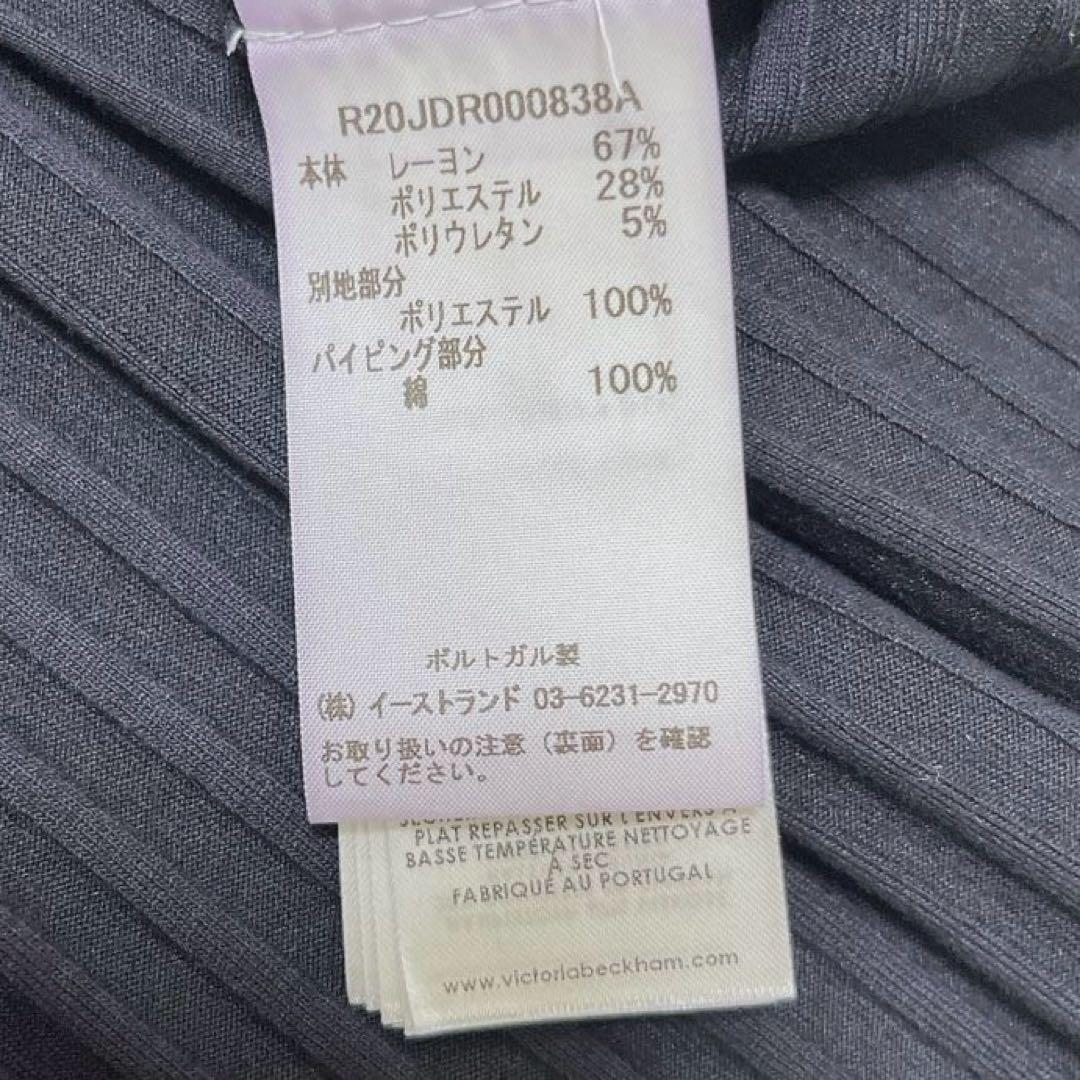 R20JDR000838A
本体 レーヨン 67%
ポリエステル 28%
ポリウレタン 5%
別地部分
ポリエステル 100%
パイピング部分
綿 100%
ポルトガル製
(株) イーストランド 03-6231-2970
お取り扱いの注意(裏面)を確認
してください。
PLAT REPASSER SUR L'ENVERS A
BASSE TEMPÉRATURE NETTOYAGE
A SEC
FABRIQUÉ AU PORTUGAL
www.victoriabeckham.com